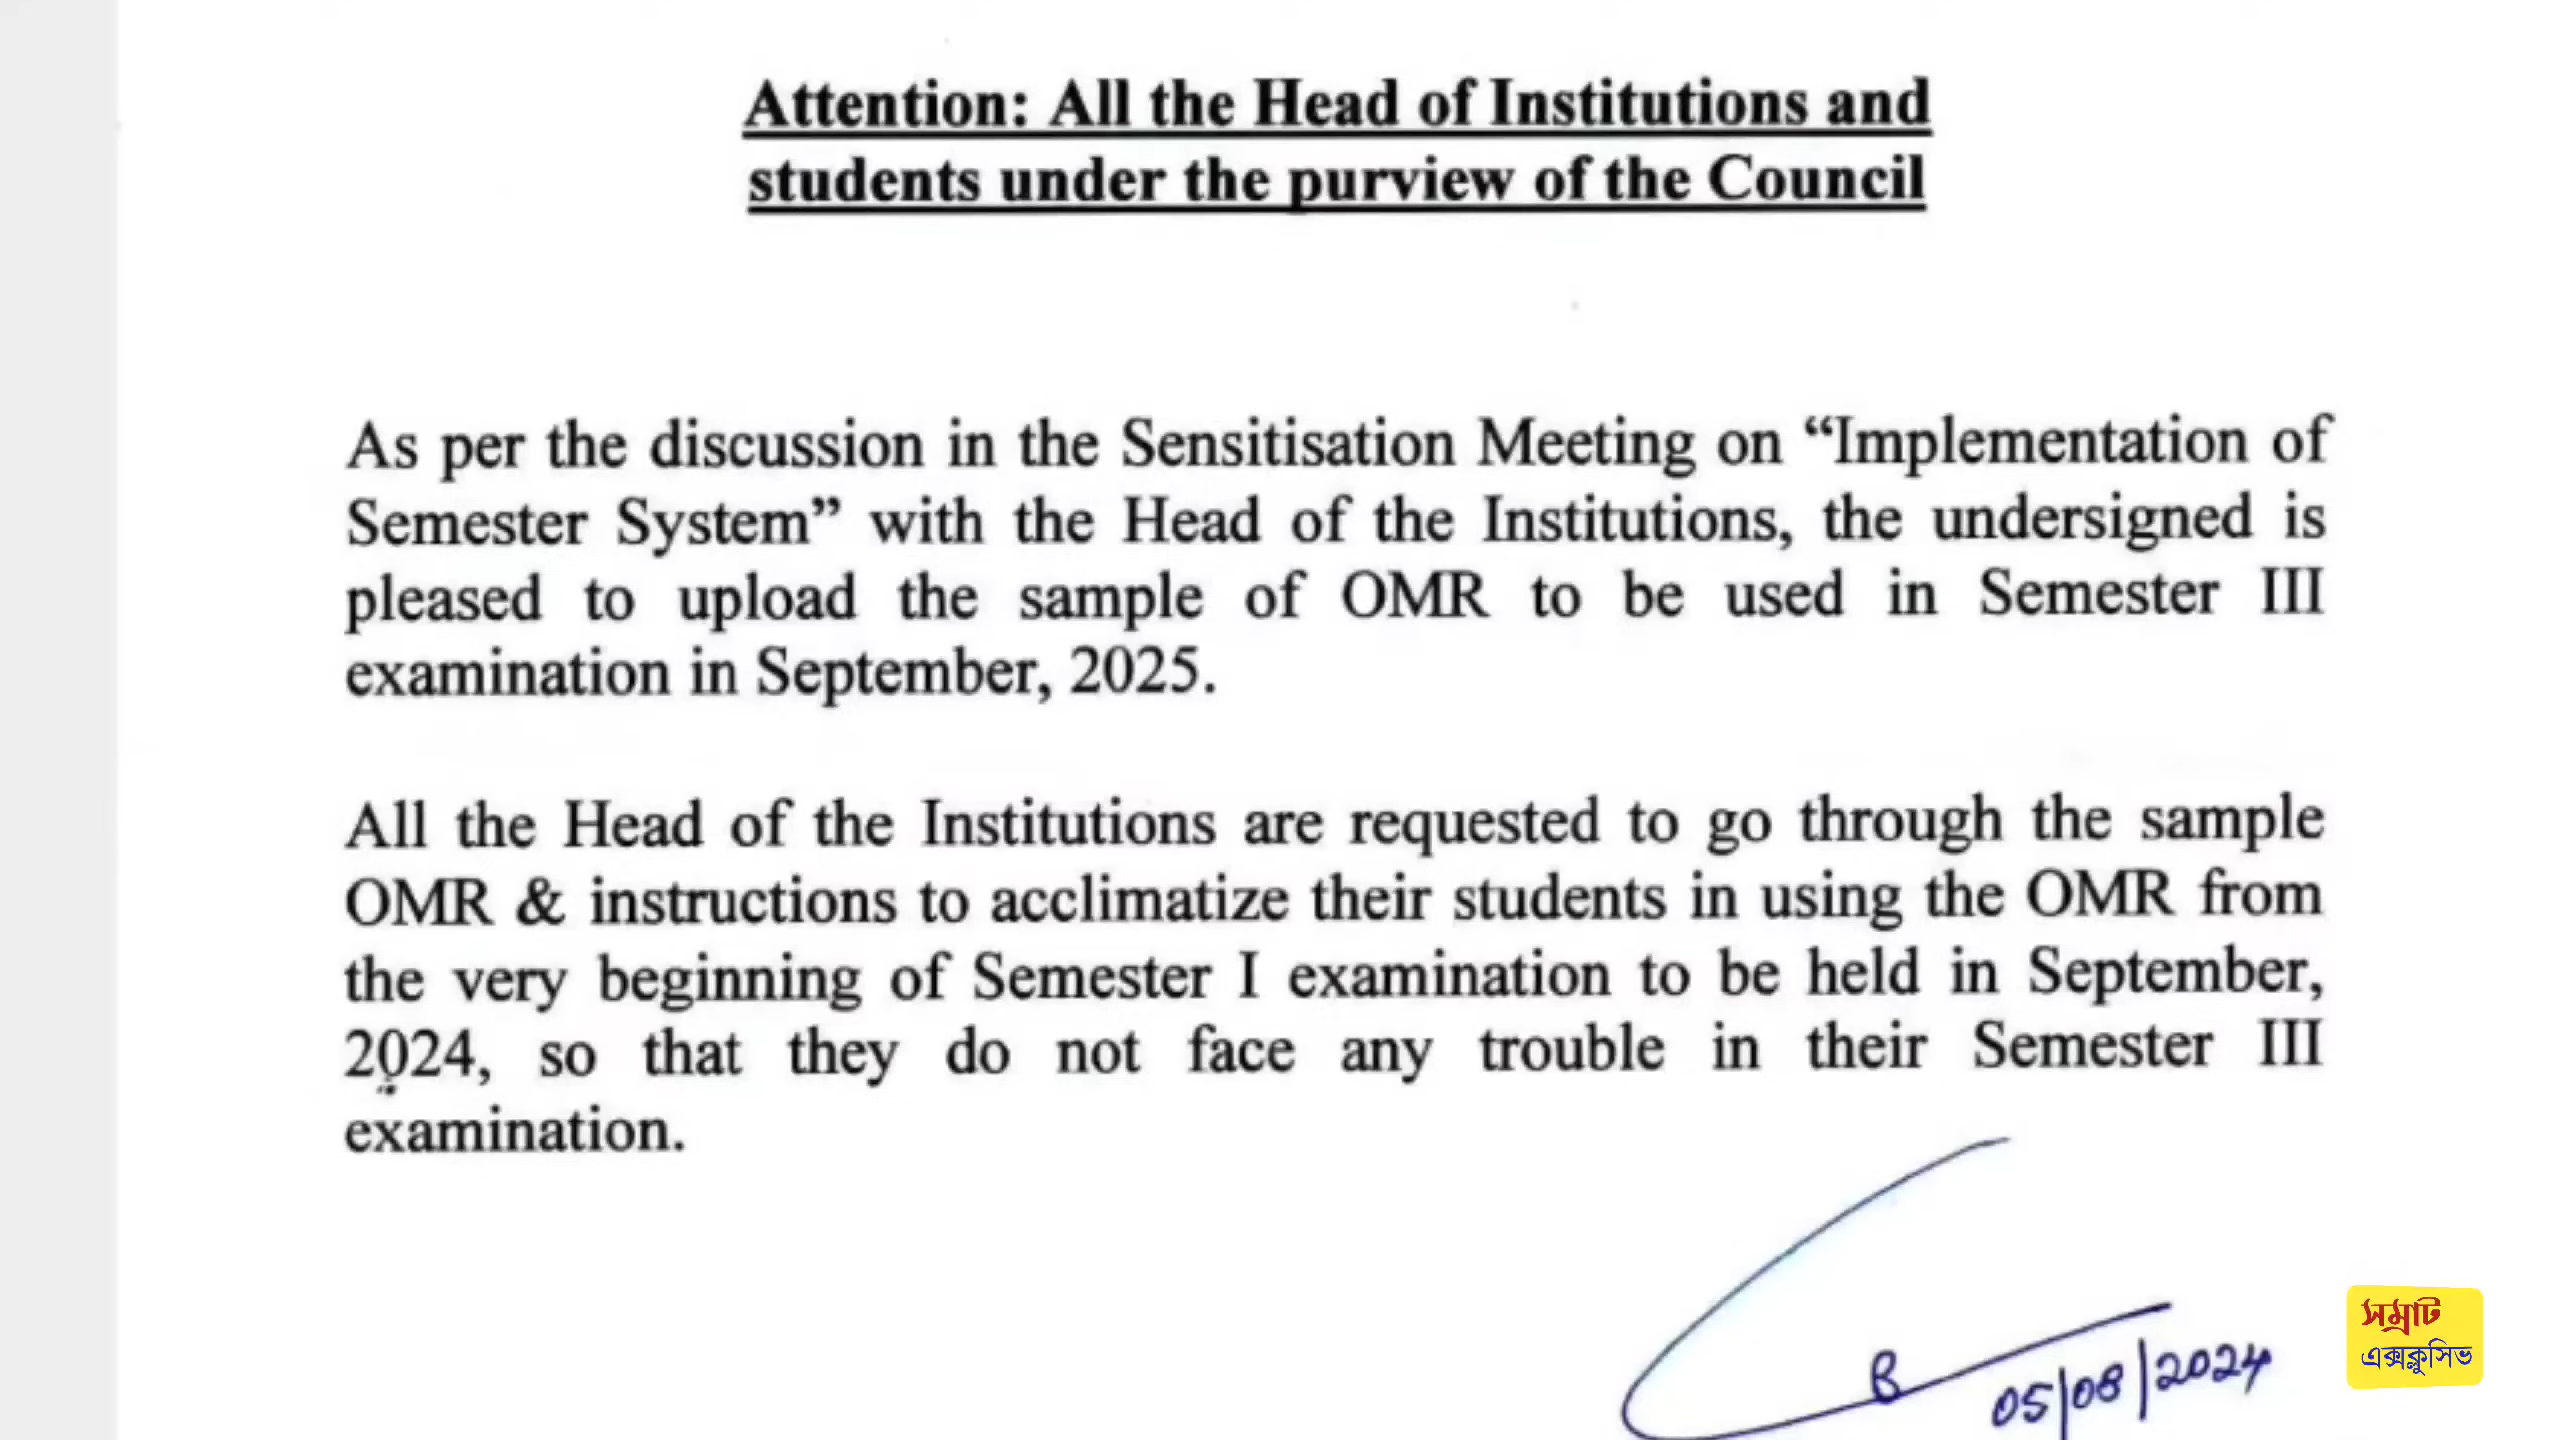 Attention: All the Head of Institutions and
students under the purview of the Council
As per the discussion in the Sensitisation Meeting on “Implementation of
Semester System” with the Head of the Institutions, the undersigned is
pleased to upload the sample of OMR to be used in Semester III
examination in September, 2025.
All the Head of the Institutions are requested to go through the sample
OMR & instructions to acclimatize their students in using the OMR from
the very beginning of Semester I examination to be held in September,
2024, so that they do not face any trouble in their Semester III
examination.
05/08/2024
সম্রাট
এক্সক্লুসিভ